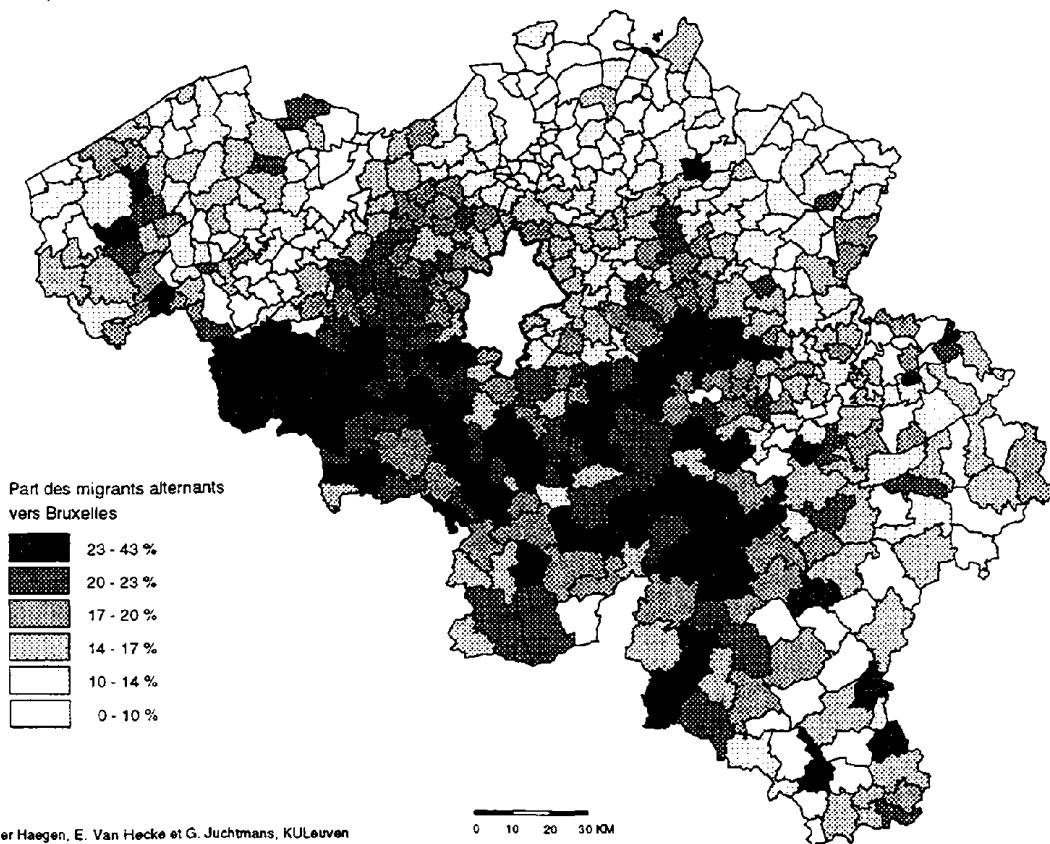 Part des migrants alternants
vers Bruxelles
23 - 43 %
20 - 23 %
17 - 20 %
14 - 17 %
10 - 14 %
0 - 10 %
0 10 20 30 KM
er Haegen, E. Van Hecke et G. Juchtmans, KULeuven